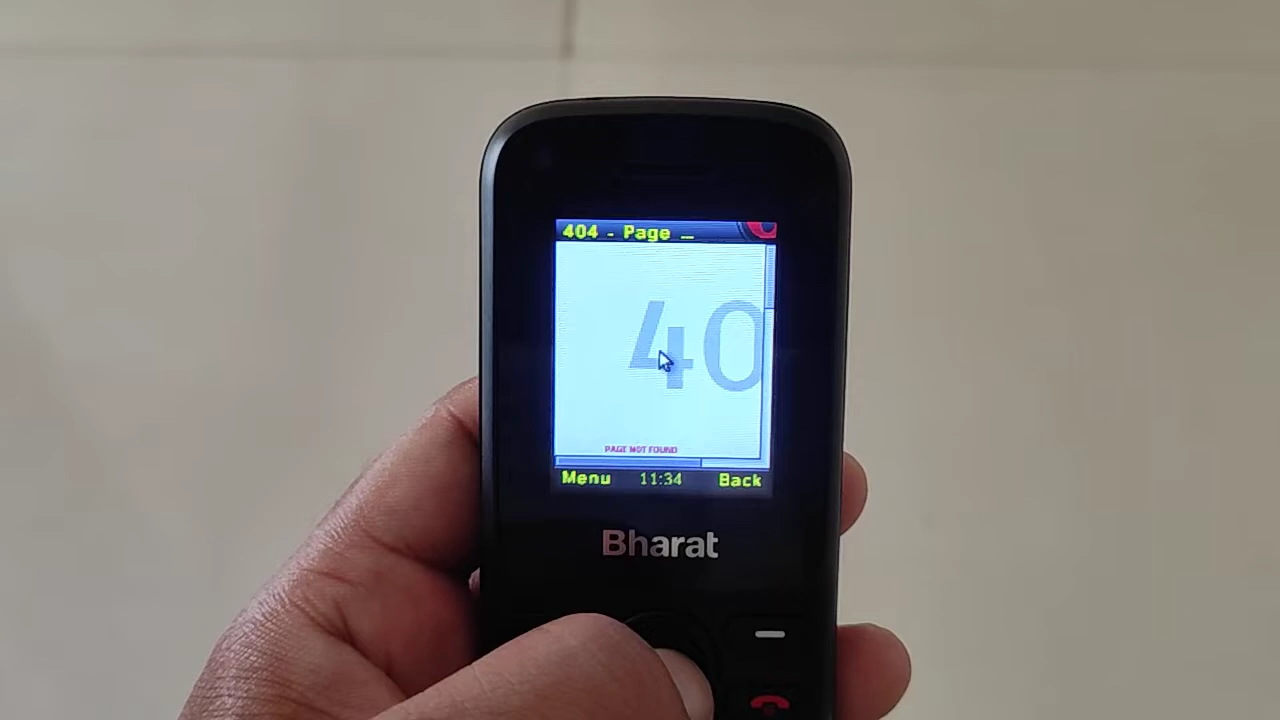 404 - Page ...
40
PAGE NOT FOUND
Menu 11:34 Back
Bharat